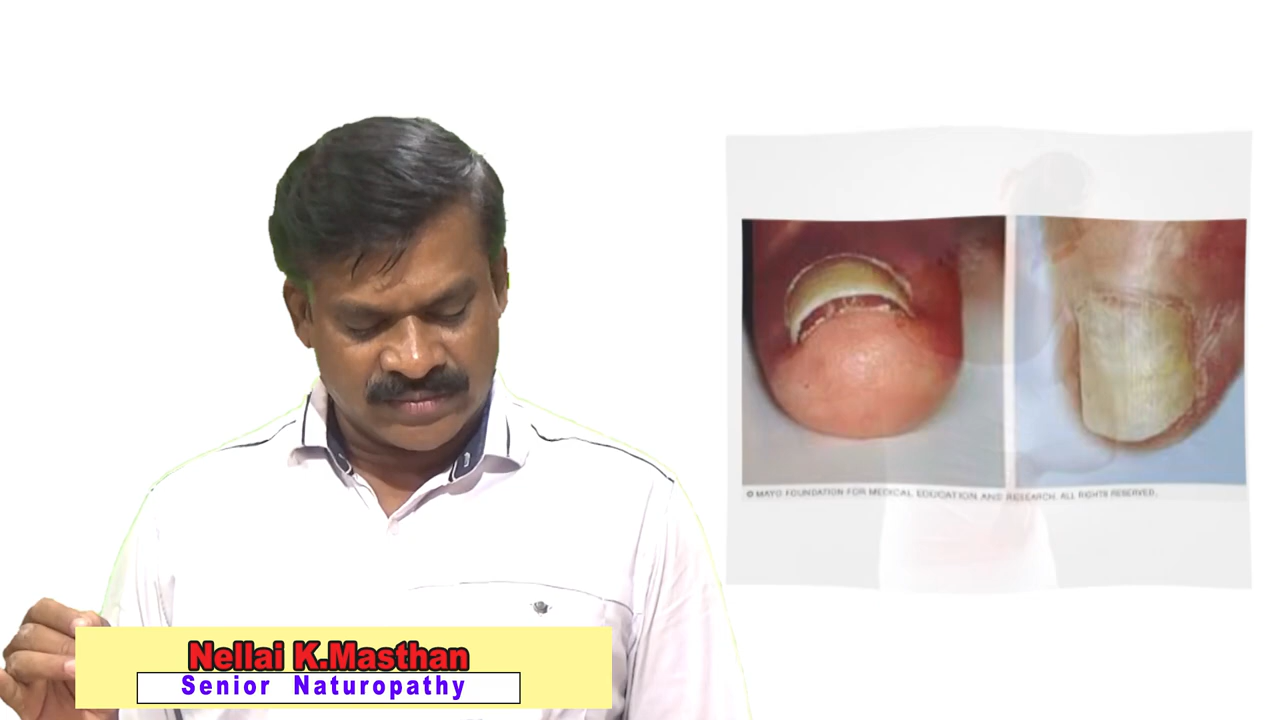 © MAYO FOUNDATION FOR MEDICAL EDUCATION AND RESEARCH. ALL RIGHTS RESERVED.
Nellai K.Masthan
Senior Naturopathy